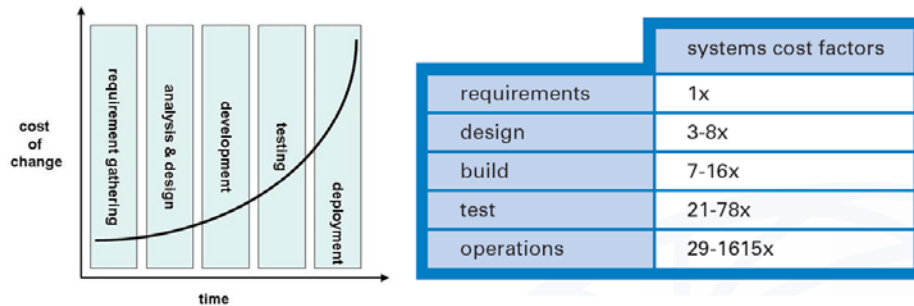 cost
of
change
requirement gathering
analysis & design
development
testing
deployment
time
systems cost factors
requirements 1x
design 3-8x
build 7-16x
test 21-78x
operations 29-1615x